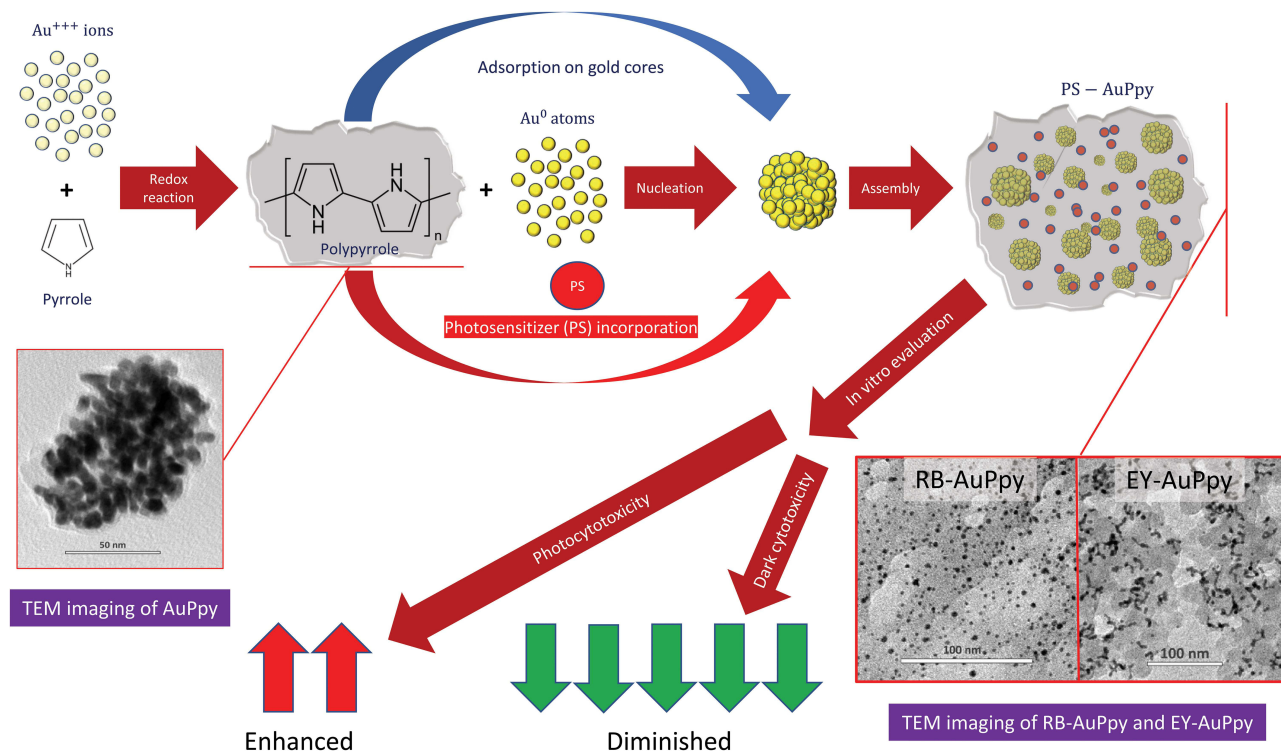 Au⁺⁺⁺ ions
+
N
H
Pyrrole
Redox
reaction
H
N
N
H
n
Polypyrrole
Adsorption on gold cores
+
Au⁰ atoms
PS
Photosensitizer (PS) incorporation
Nucleation
Assembly
PS – AuPpy
In vitro evaluation
Photocytotoxicity
Dark cytotoxicity
50 nm
TEM imaging of AuPpy
Enhanced
Diminished
RB-AuPpy
EY-AuPpy
100 nm
100 nm
TEM imaging of RB-AuPpy and EY-AuPpy